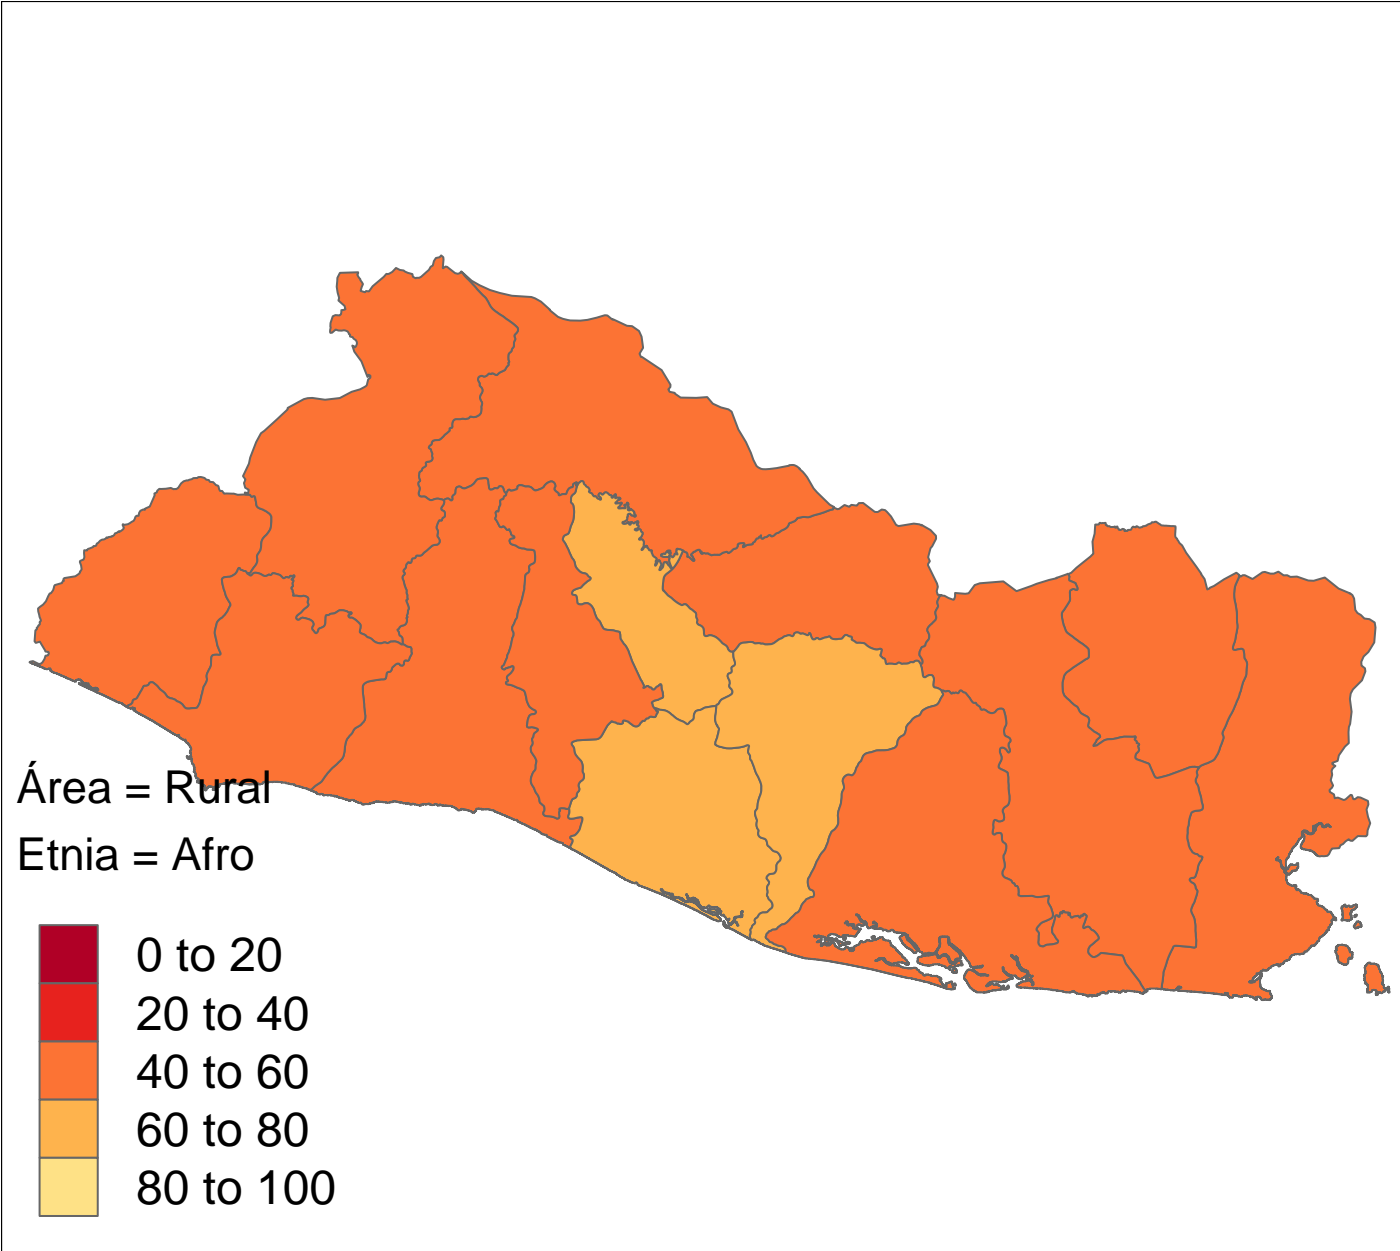 Área = Rural
Etnia = Afro
0 to 20
20 to 40
40 to 60
60 to 80
80 to 100